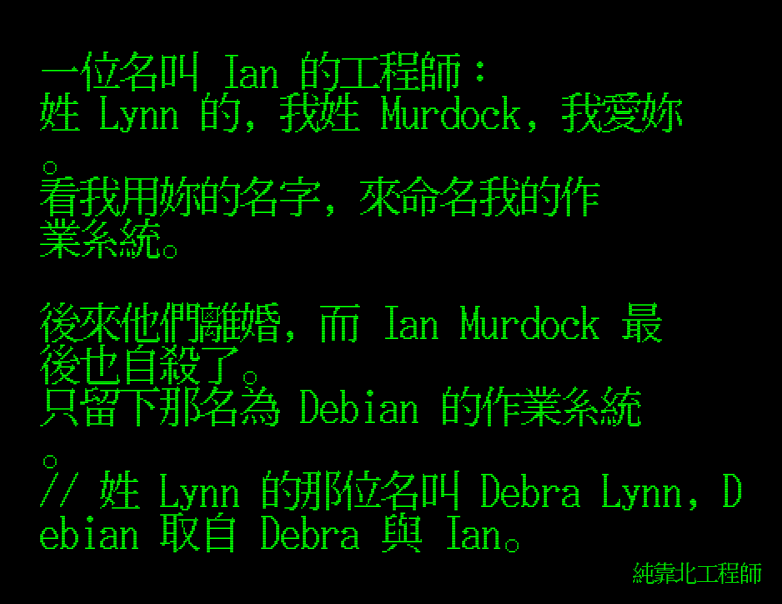 一位名叫 Ian 的工程師：
姓 Lynn 的, 我姓 Murdock, 我愛妳
。
看我用妳的名字, 來命名我的作
業系統。
後來他們離婚, 而 Ian Murdock 最
後也自殺了。
只留下那名為 Debian 的作業系統
。
// 姓 Lynn 的那位名叫 Debra Lynn, D
ebian 取自 Debra 與 Ian。
純靠北工程師